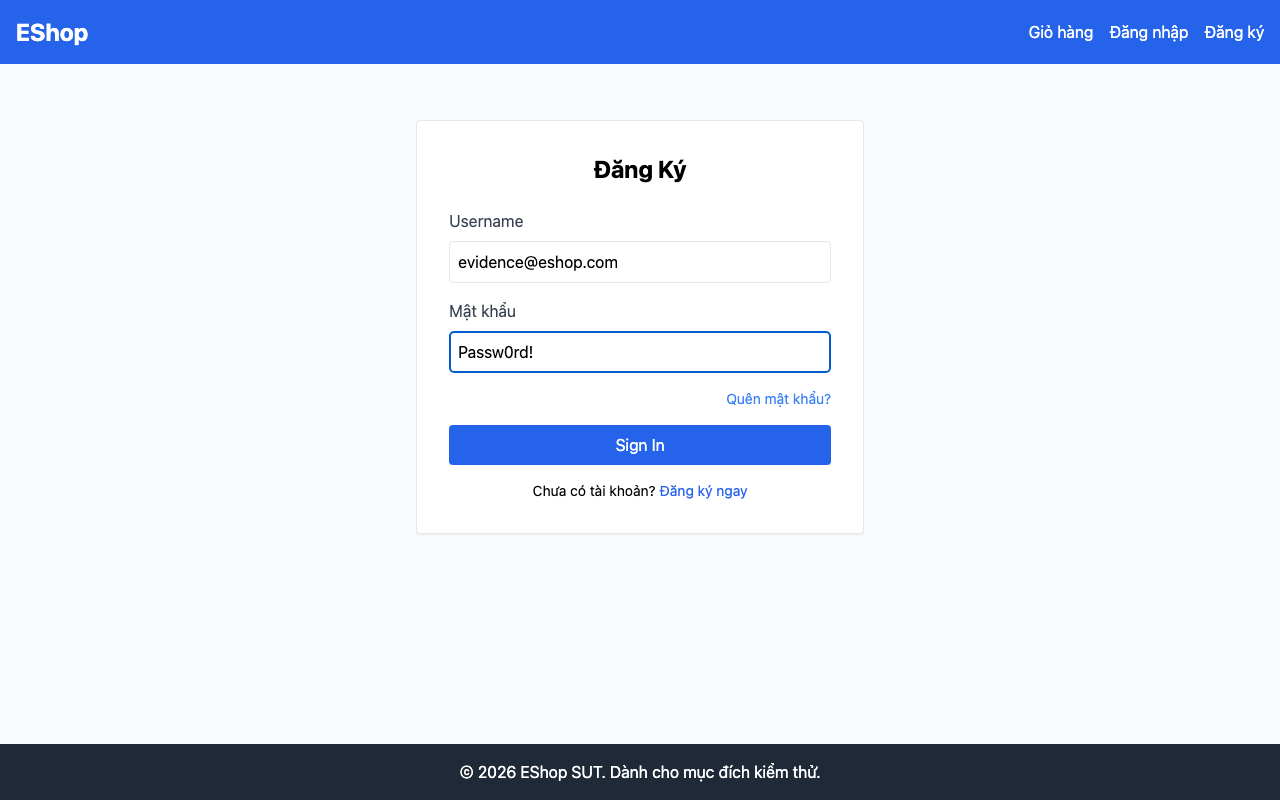 EShop
Giỏ hàng Đăng nhập Đăng ký
Đăng Ký
Username
evidence@eshop.com
Mật khẩu
Passw0rd!
Quên mật khẩu?
Sign In
Chưa có tài khoản? Đăng ký ngay
© 2026 EShop SUT. Dành cho mục đích kiểm thử.